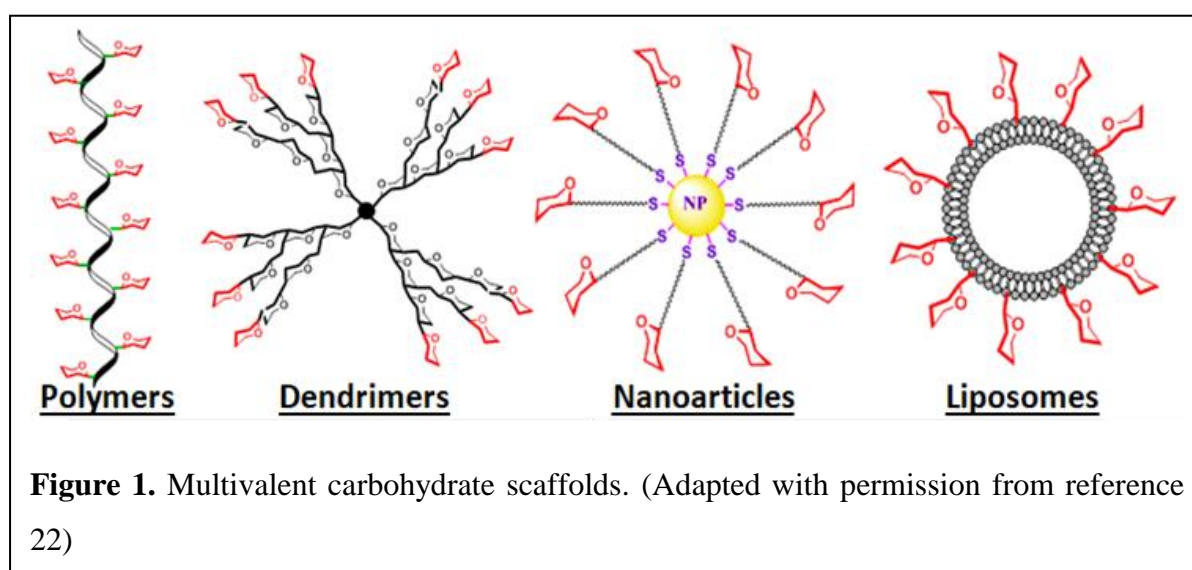 S S
S S
S NP S
S S
S S
Polymers Dendrimers Nanoarticles Liposomes
Figure 1. Multivalent carbohydrate scaffolds. (Adapted with permission from reference
22)